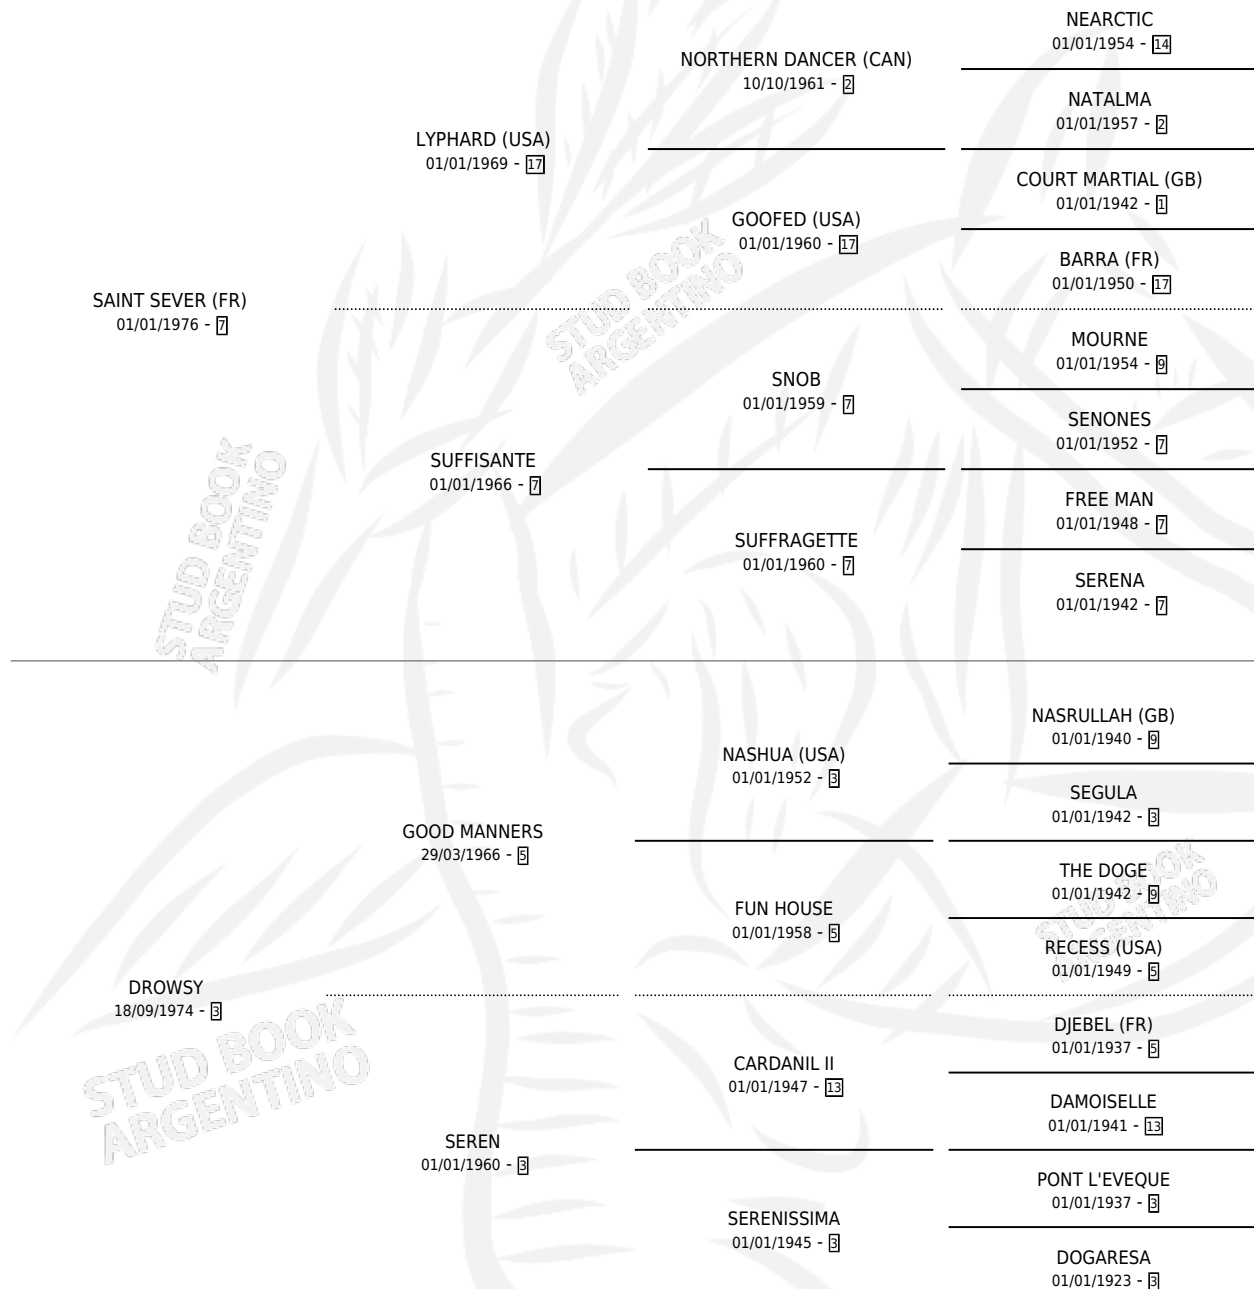 NEARCTIC
01/01/1954 - 14
NORTHERN DANCER (CAN)
10/10/1961 - 2
NATALMA
01/01/1957 - 2
LYPHARD (USA)
01/01/1969 - 17
COURT MARTIAL (GB)
01/01/1942 - 1
GOOFED (USA)
01/01/1960 - 17
BARRA (FR)
01/01/1950 - 17
SAINT SEVER (FR)
01/01/1976 - 7
STUD BOOK
ARGENTINO
MOURNE
01/01/1954 - 9
SNOB
01/01/1959 - 7
SENONES
01/01/1952 - 7
SUFFISANTE
01/01/1966 - 7
FREE MAN
01/01/1948 - 7
SUFFRAGETTE
01/01/1960 - 7
SERENA
01/01/1942 - 7
STUD BOOK
ARGENTINO
NASRULLAH (GB)
01/01/1940 - 9
NASHUA (USA)
01/01/1952 - 3
SEGULA
01/01/1942 - 3
GOOD MANNERS
29/03/1966 - 5
THE DOGE
01/01/1942 - 9
FUN HOUSE
01/01/1958 - 5
STUD BOOK
ARGENTINO
RECESS (USA)
01/01/1949 - 5
DROWSY
18/09/1974 - 3
STUD BOOK
ARGENTINO
DJEBEL (FR)
01/01/1937 - 5
CARDANIL II
01/01/1947 - 13
DAMOISELLE
01/01/1941 - 13
SEREN
01/01/1960 - 3
PONT L'EVEQUE
01/01/1937 - 3
SERENISSIMA
01/01/1945 - 3
DOGARESA
01/01/1923 - 3